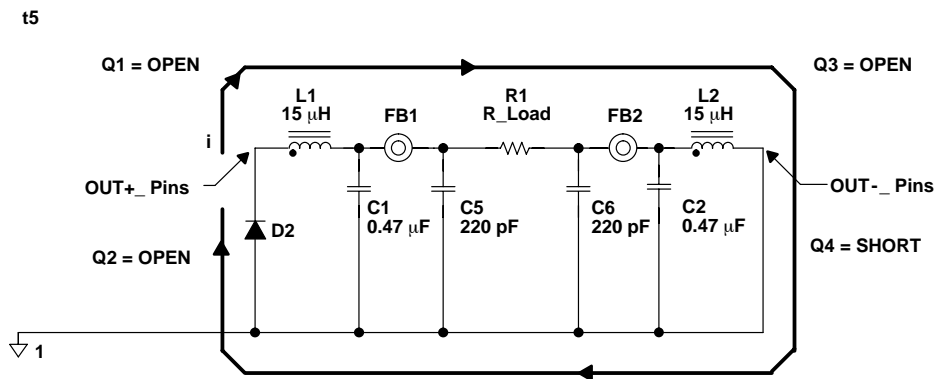 t5
Q1 = OPEN
Q3 = OPEN
L1
15 μH
FB1
R1
R_Load
FB2
L2
15 μH
i
OUT+_ Pins
OUT-_ Pins
C1
0.47 μF
C5
220 pF
C6
220 pF
C2
0.47 μF
D2
Q2 = OPEN
Q4 = SHORT
1